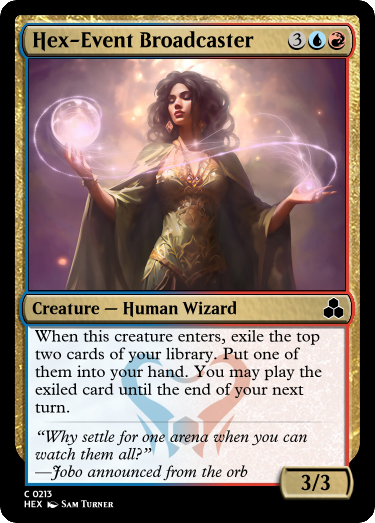 Hex-Event Broadcaster 3
Creature — Human Wizard
When this creature enters, exile the top
two cards of your library. Put one of
them into your hand. You may play the
exiled card until the end of your next
turn.
“Why settle for one arena when you can
watch them all?”
—Jobo announced from the orb
3/3
C 0213
HEX Sam Turner